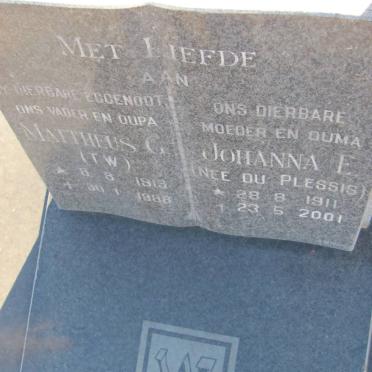 MET LIEFDE
AAN
MY DIERBARE EGGENOOT
ONS VADER EN OUPA
MATTHEUS G
(TW)
* 8 8 1913
† 30 1 1988
ONS DIERBARE
MOEDER EN OUMA
JOHANNA E
(NEE DU PLESSIS)
* 28 8 1911
† 23 5 2001
W